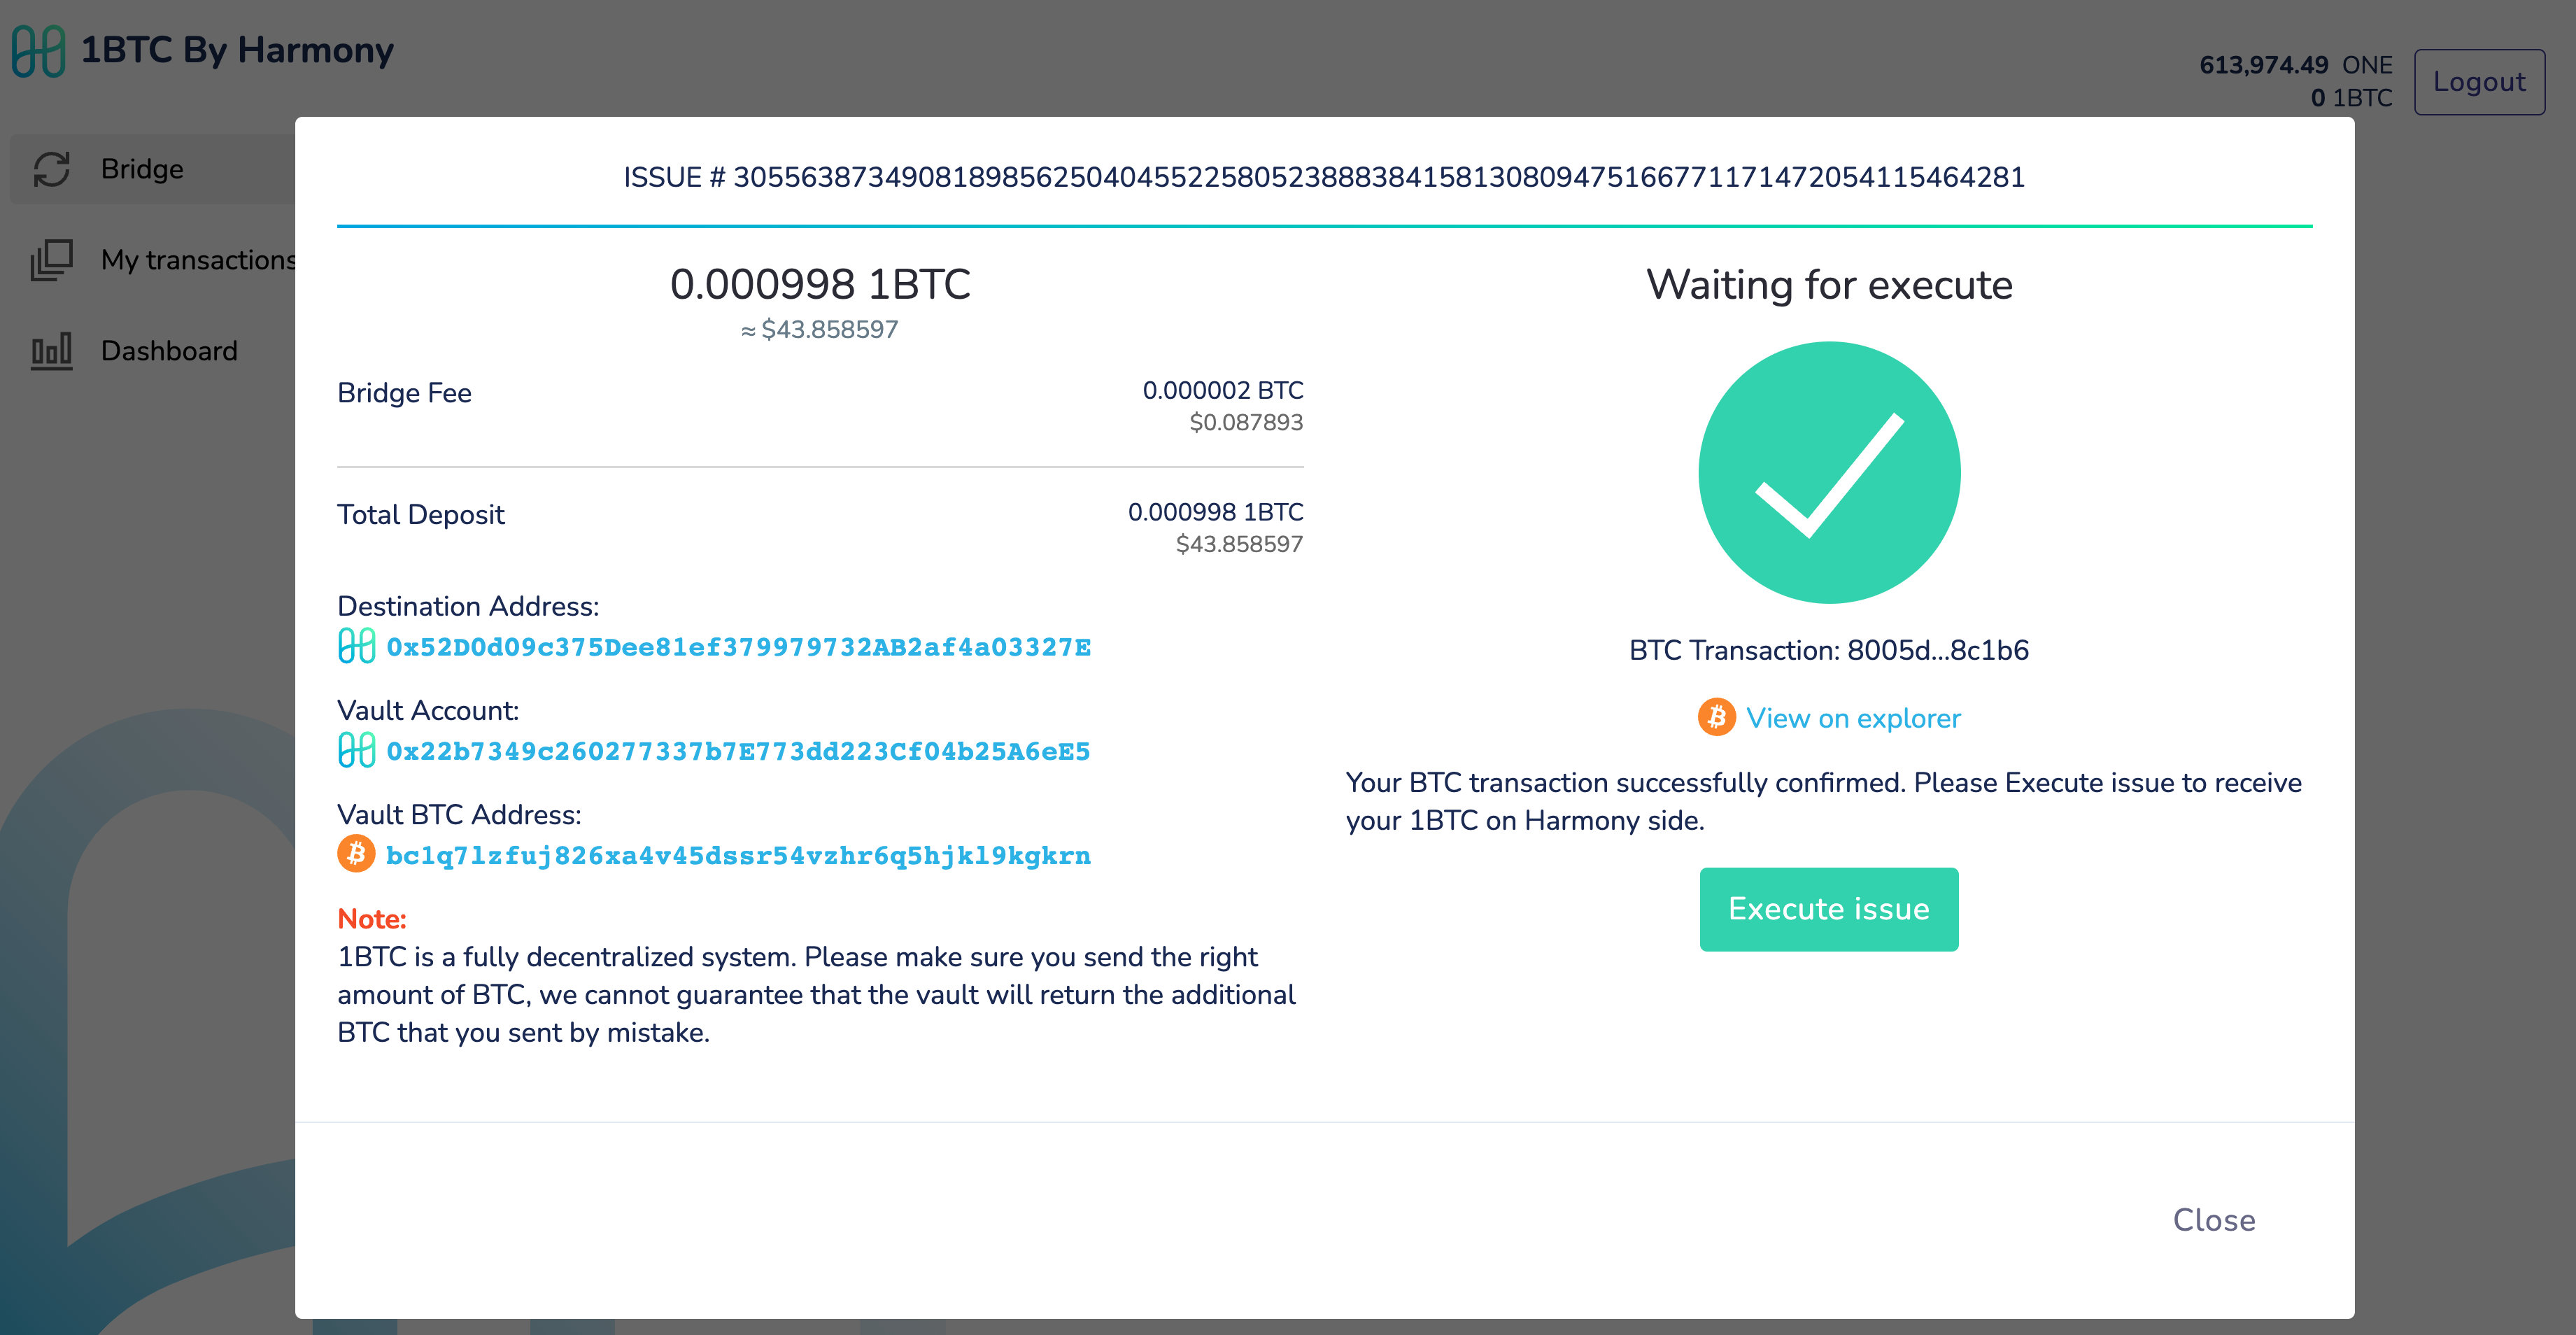 1BTC By Harmony
613,974.49 ONE
0 1BTC
Logout
Bridge
My transactions
Dashboard
ISSUE # 30556387349081898562504045522580523888384158130809475166771171472054115464281
0.000998 1BTC
≈ $43.858597
Bridge Fee
0.000002 BTC
$0.087893
Total Deposit
0.000998 1BTC
$43.858597
Destination Address:
0x52D0d09c375Dee81ef379979732AB2af4a03327E
Vault Account:
0x22b7349c260277337b7E773dd223Cf04b25A6eE5
Vault BTC Address:
bc1q7lzfuj826xa4v45dssr54vzhr6q5hjkl9kgkrn
Note:
1BTC is a fully decentralized system. Please make sure you send the right
amount of BTC, we cannot guarantee that the vault will return the additional
BTC that you sent by mistake.
Waiting for execute
BTC Transaction: 8005d...8c1b6
View on explorer
Your BTC transaction successfully confirmed. Please Execute issue to receive
your 1BTC on Harmony side.
Execute issue
Close